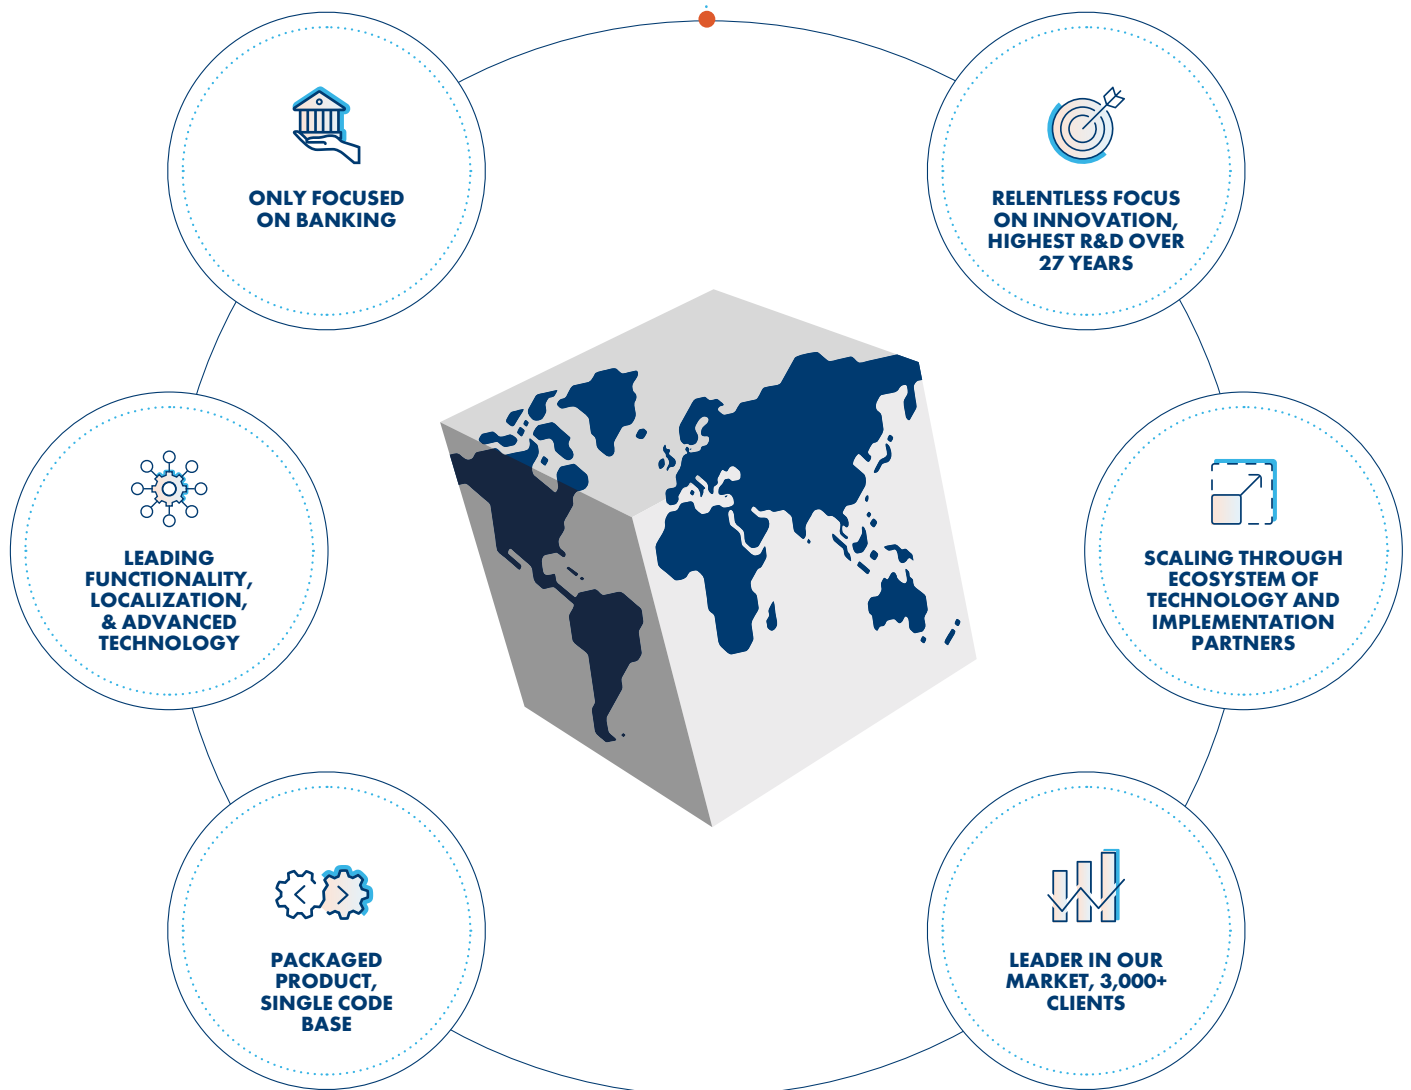 ONLY FOCUSED
ON BANKING
RELENTLESS FOCUS
ON INNOVATION,
HIGHEST R&D OVER
27 YEARS
LEADING
FUNCTIONALITY,
LOCALIZATION,
& ADVANCED
TECHNOLOGY
SCALING THROUGH
ECOSYSTEM OF
TECHNOLOGY AND
IMPLEMENTATION
PARTNERS
PACKAGED
PRODUCT,
SINGLE CODE
BASE
LEADER IN OUR
MARKET, 3,000+
CLIENTS